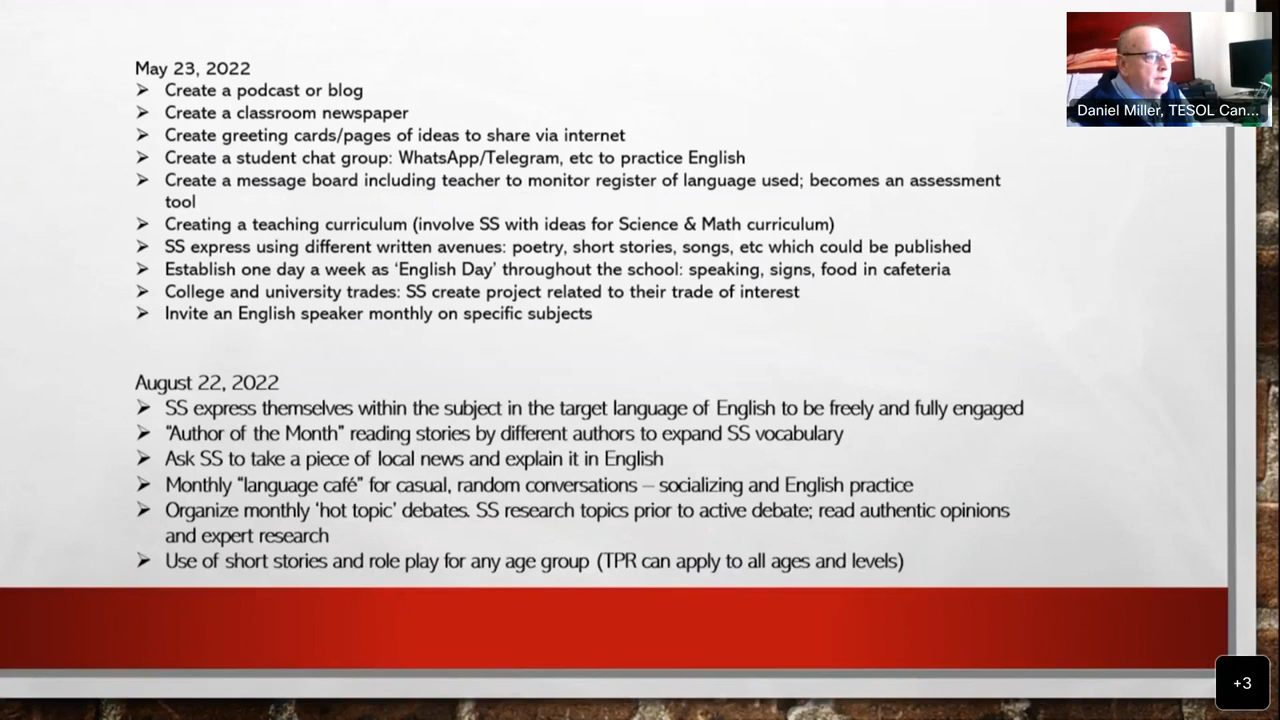 May 23, 2022
➢ Create a podcast or blog
➢ Create a classroom newspaper
➢ Create greeting cards/pages of ideas to share via internet
➢ Create a student chat group: WhatsApp/Telegram, etc to practice English
➢ Create a message board including teacher to monitor register of language used; becomes an assessment
tool
➢ Creating a teaching curriculum (involve SS with ideas for Science & Math curriculum)
➢ SS express using different written avenues: poetry, short stories, songs, etc which could be published
➢ Establish one day a week as ‘English Day’ throughout the school: speaking, signs, food in cafeteria
➢ College and university trades: SS create project related to their trade of interest
➢ Invite an English speaker monthly on specific subjects
August 22, 2022
➢ SS express themselves within the subject in the target language of English to be freely and fully engaged
➢ “Author of the Month” reading stories by different authors to expand SS vocabulary
➢ Ask SS to take a piece of local news and explain it in English
➢ Monthly “language café” for casual, random conversations – socializing and English practice
➢ Organize monthly ‘hot topic’ debates. SS research topics prior to active debate; read authentic opinions
and expert research
➢ Use of short stories and role play for any age group (TPR can apply to all ages and levels)
Daniel Miller, TESOL Can...
+3